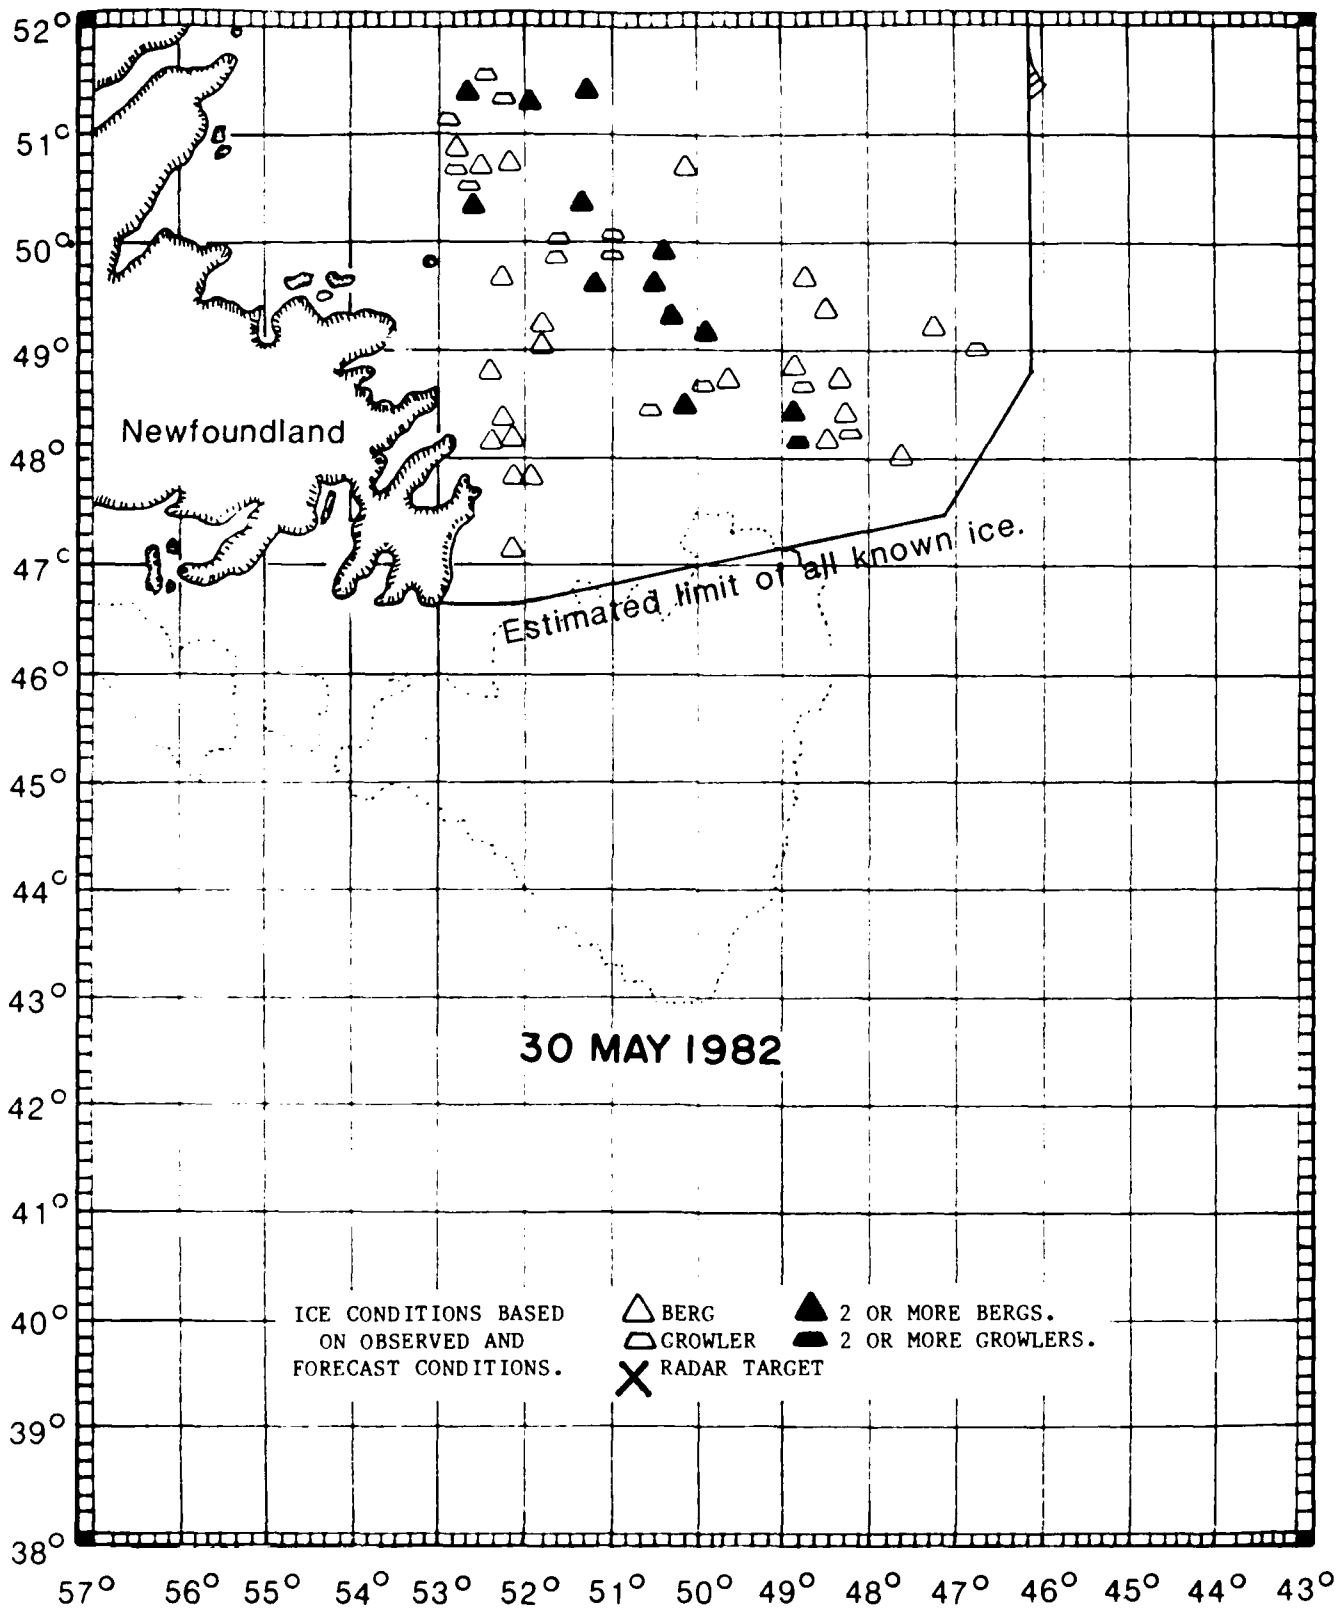 52°
51°
50°
49°
Newfoundland
48°
47°
Estimated limit of all known ice.
46°
45°
44°
43°
30 MAY 1982
42°
41°
40°
ICE CONDITIONS BASED
ON OBSERVED AND
FORECAST CONDITIONS.
BERG
2 OR MORE BERGS.
GROWLER
2 OR MORE GROWLERS.
RADAR TARGET
39°
38°
57° 56° 55° 54° 53° 52° 51° 50° 49° 48° 47° 46° 45° 44° 43°